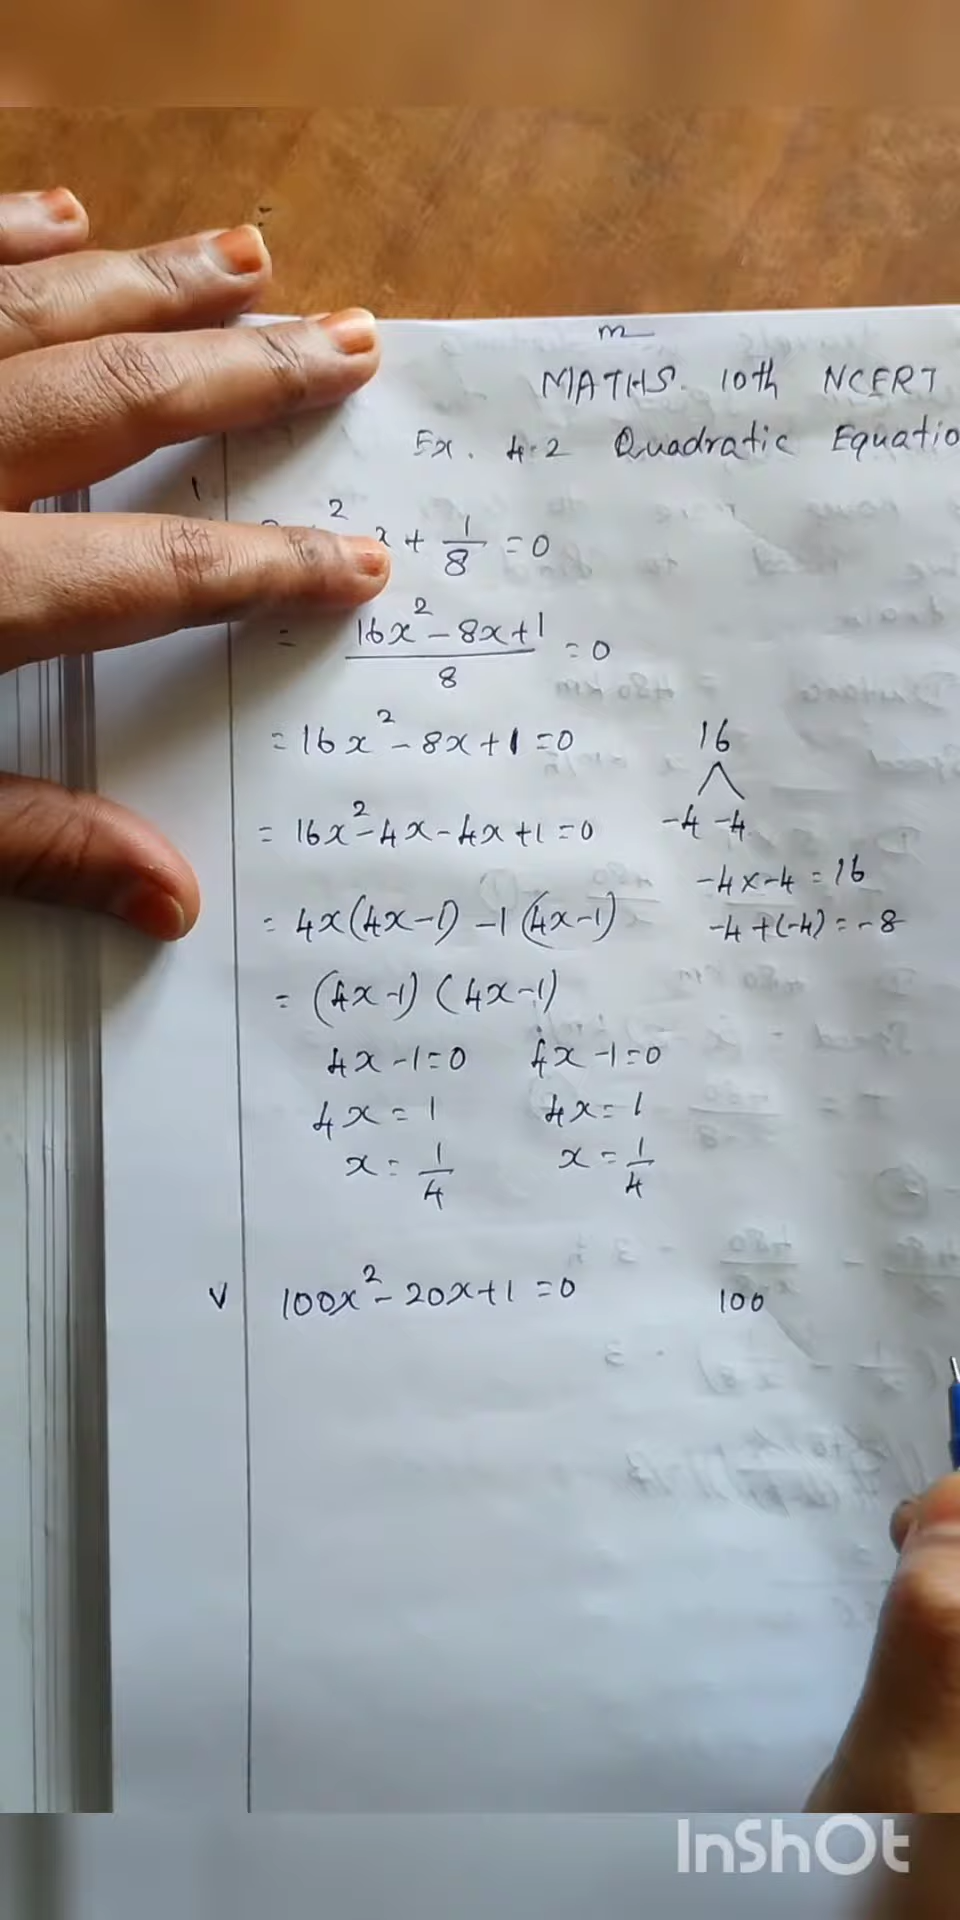 MATHS. 10th NCERT
Ex. 4.2 Quadratic Equatio
2 x + 1/8 = 0
= 16x² - 8x + 1 / 8 = 0
= 16x² - 8x + 1 = 0
16
= 16x² - 4x - 4x + 1 = 0
-4 -4
-4 x -4 = 16
= 4x(4x-1) -1(4x-1)
-4 + (-4) = -8
= (4x-1)(4x-1)
4x-1=0 4x-1=0
4x = 1 4x = 1
x = 1/4 x = 1/4
V 100x² - 20x + 1 = 0 100
InShOt